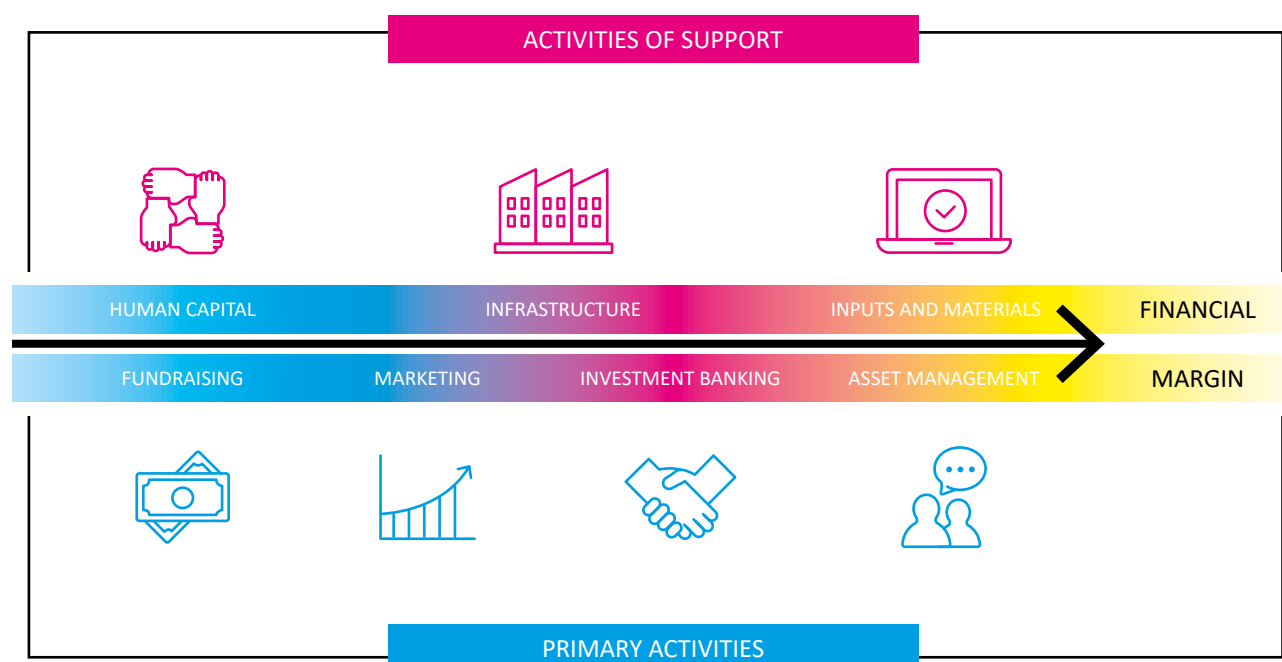 ACTIVITIES OF SUPPORT
HUMAN CAPITAL INFRASTRUCTURE INPUTS AND MATERIALS FINANCIAL
FUNDRAISING MARKETING INVESTMENT BANKING ASSET MANAGEMENT MARGIN
PRIMARY ACTIVITIES